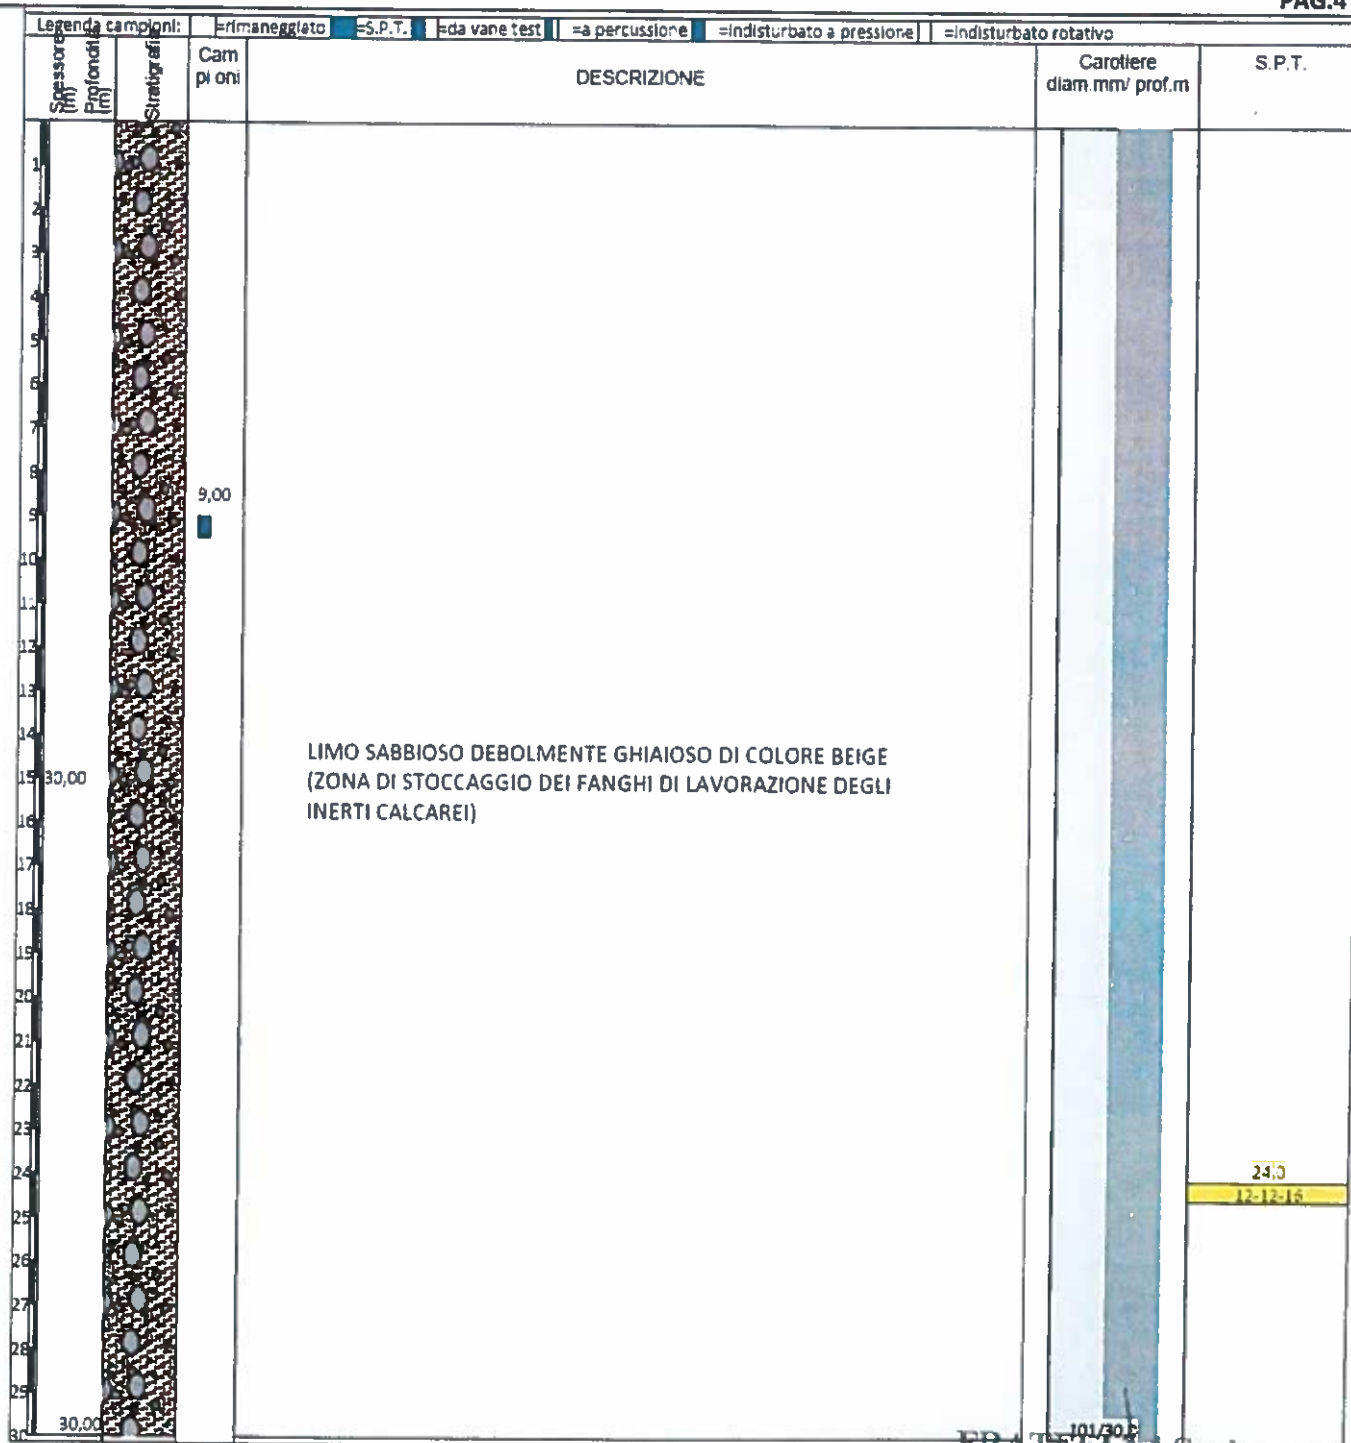 PAG.4
Legenda campioni: =rimaneggiato =S.P.T. =da vane test =a percussione =indisturbato a pressione =indisturbato rotativo
Spessore (m)
Profondità (m)
Stratigrafia
Cam
pi oni
DESCRIZIONE
Carotiere
diam.mm/ prof.m
S.P.T.
1
2
3
4
5
6
7
8
9,00
9
10
11
12
13
14
LIMO SABBIOSO DEBOLMENTE GHIAIOSO DI COLORE BEIGE
15 30,00
(ZONA DI STOCCAGGIO DEI FANGHI DI LAVORAZIONE DEGLI
INERTI CALCAREI)
16
17
18
19
20
21
22
23
24
24,0
12-12-16
25
26
27
28
29
30 30,00
101/30,0